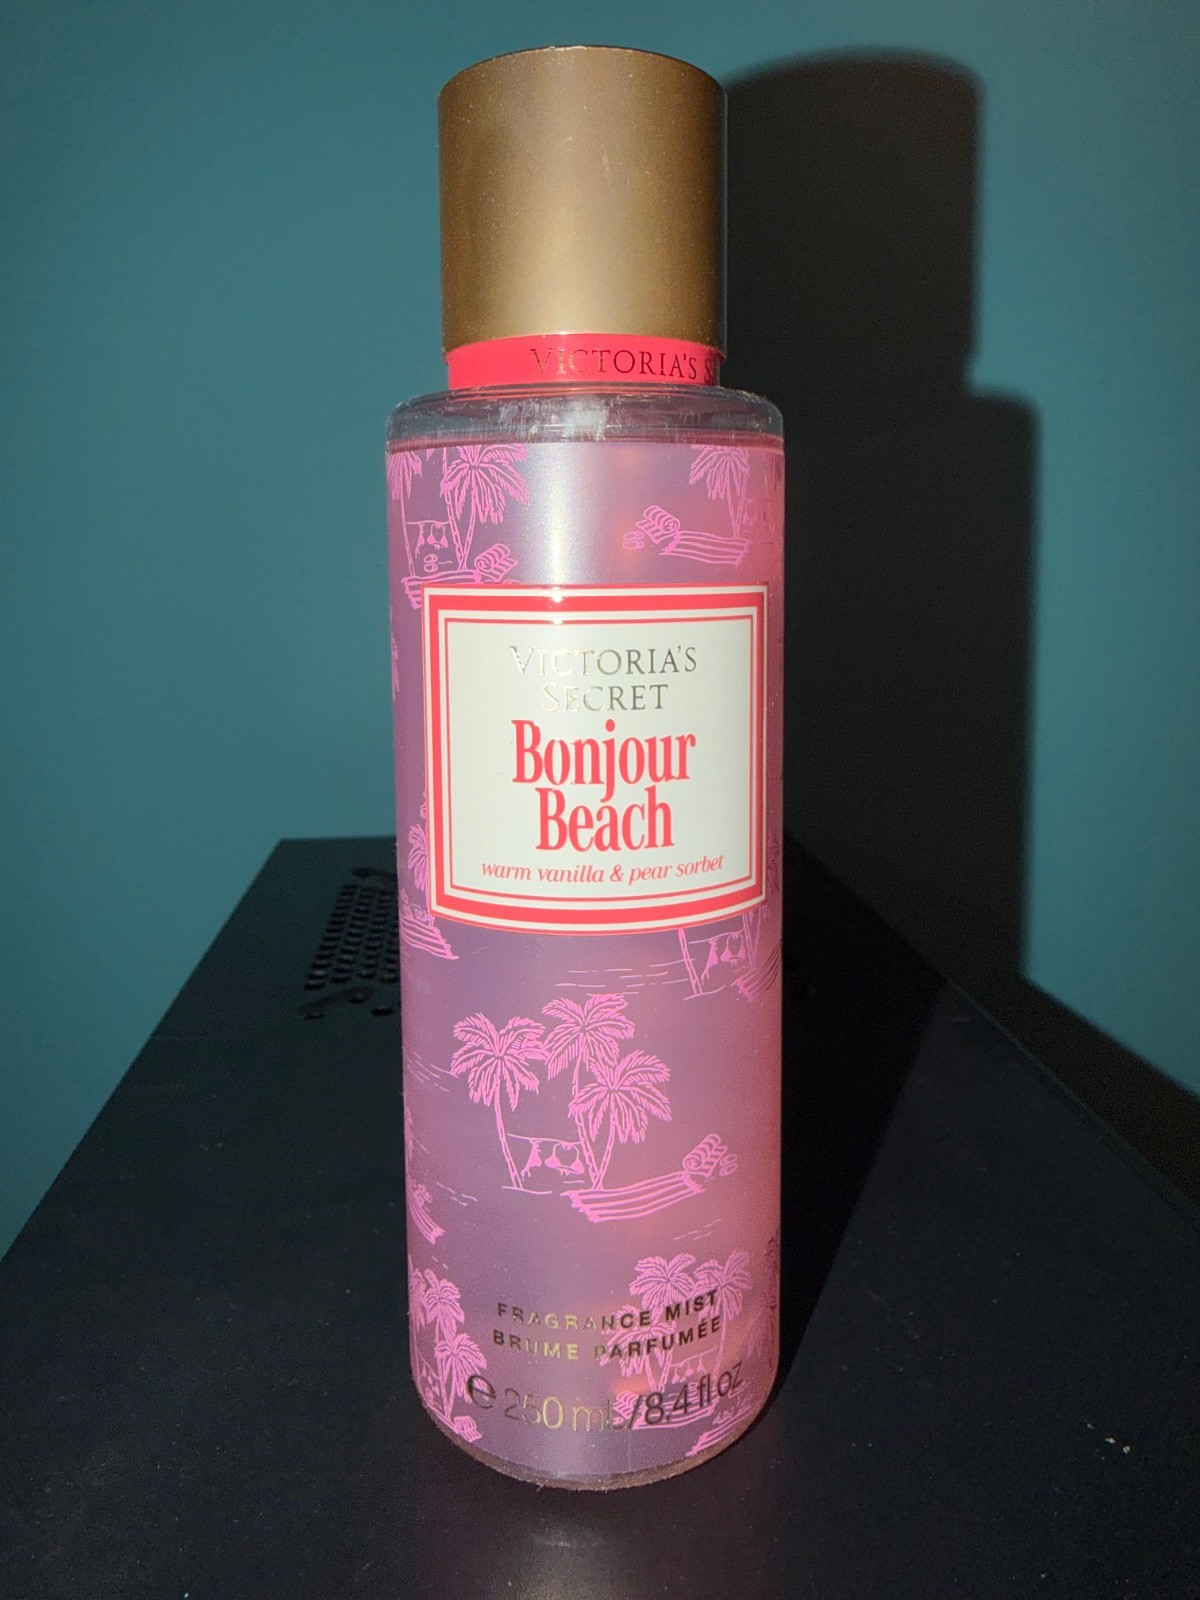 VICTORIA'S S
VICTORIA'S
SECRET
Bonjour
Beach
warm vanilla & pear sorbet
FRAGRANCE MIST
BRUME PARFUMÉE
℮ 250 mL/8.4 fl oz